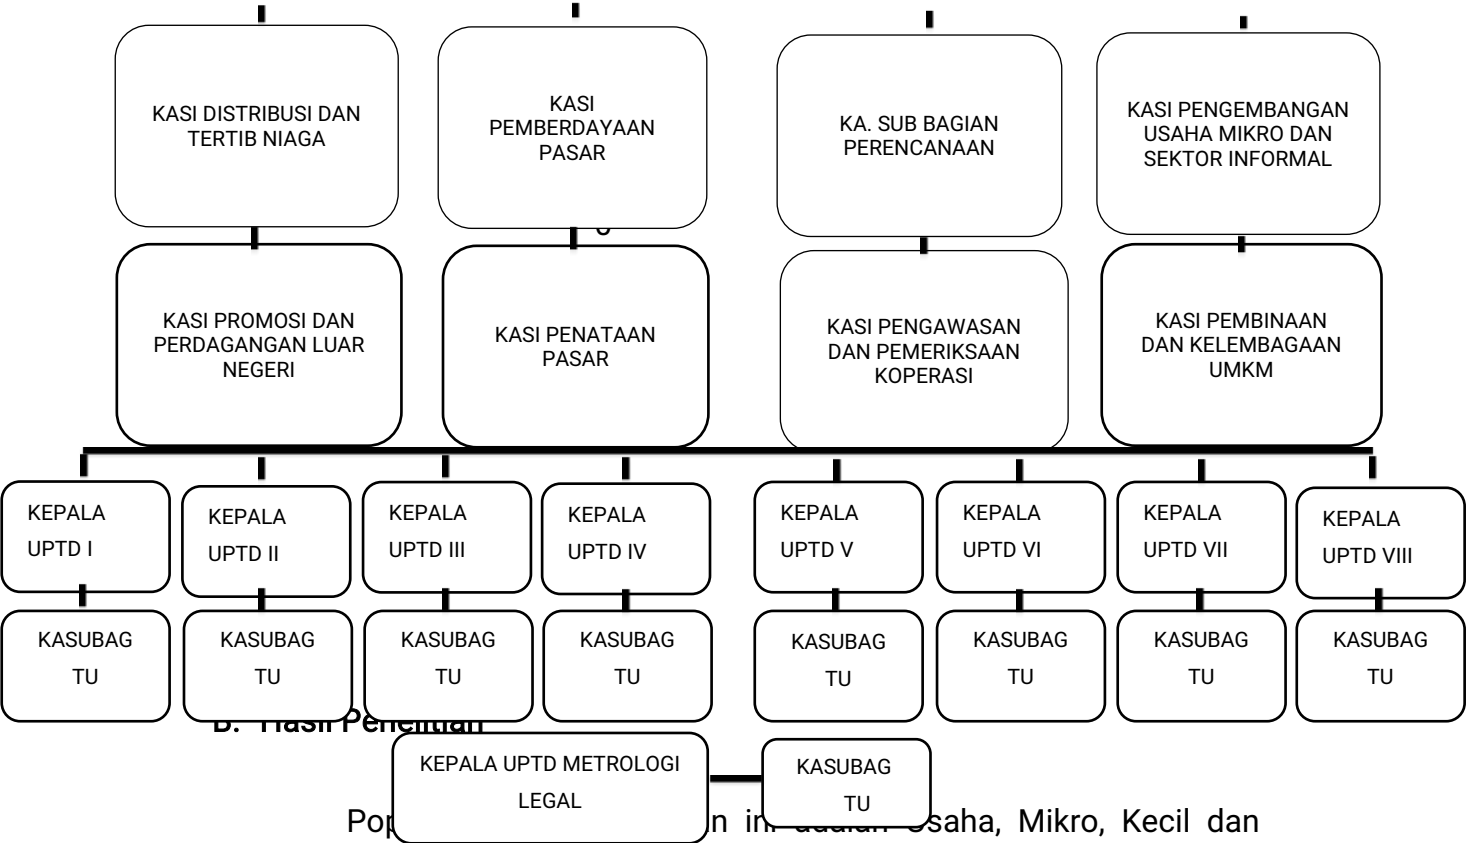 KASI DISTRIBUSI DAN
TERTIB NIAGA
KASI
PEMBERDAYAAN
PASAR
KA. SUB BAGIAN
PERENCANAAN
KASI PENGEMBANGAN
USAHA MIKRO DAN
SEKTOR INFORMAL
KASI PROMOSI DAN
PERDAGANGAN LUAR
NEGERI
KASI PENATAAN
PASAR
KASI PENGAWASAN
DAN PEMERIKSAAN
KOPERASI
KASI PEMBINAAN
DAN KELEMBAGAAN
UMKM
KEPALA
UPTD I
KEPALA
UPTD II
KEPALA
UPTD III
KEPALA
UPTD IV
KEPALA
UPTD V
KEPALA
UPTD VI
KEPALA
UPTD VII
KEPALA
UPTD VIII
KASUBAG
TU
KASUBAG
TU
KASUBAG
TU
KASUBAG
TU
KASUBAG
TU
KASUBAG
TU
KASUBAG
TU
KASUBAG
TU
B. Hasil Penelitian
KEPALA UPTD METROLOGI
LEGAL
KASUBAG
TU
ini adalah Usaha, Mikro, Kecil dan